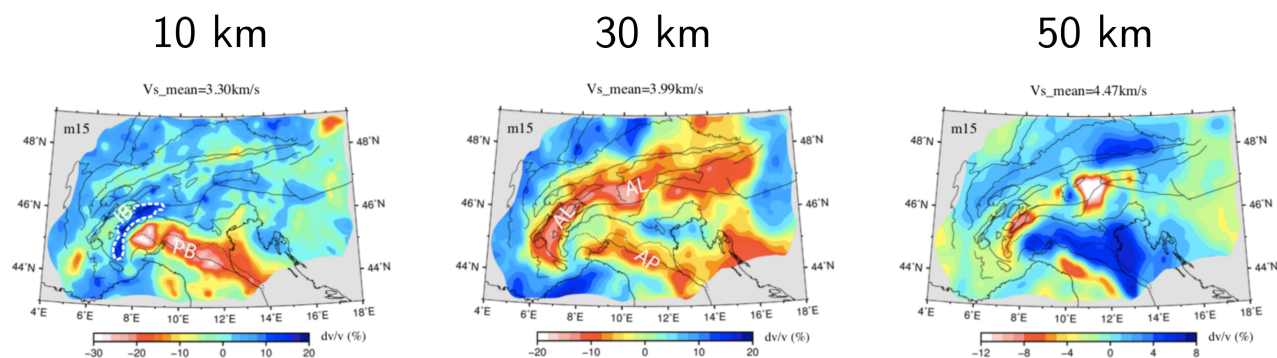 10 km
30 km
50 km
Vs_mean=3.30km/s
Vs_mean=3.99km/s
Vs_mean=4.47km/s
m15
48°N
46°N
44°N
IB
PB
4°E 6°E 8°E 10°E 12°E 14°E 16°E 18°E
−30 −20 −10 0 10 20
dv/v (%)
m15
48°N
48°N
46°N
46°N
44°N
44°N
AL
AL
AP
4°E 6°E 8°E 10°E 12°E 14°E 16°E 18°E
−20 −10 0 10 20
dv/v (%)
m15
48°N
48°N
46°N
46°N
44°N
44°N
4°E 6°E 8°E 10°E 12°E 14°E 16°E 18°E
−12 −8 −4 0 4 8
dv/v (%)
48°N
46°N
44°N